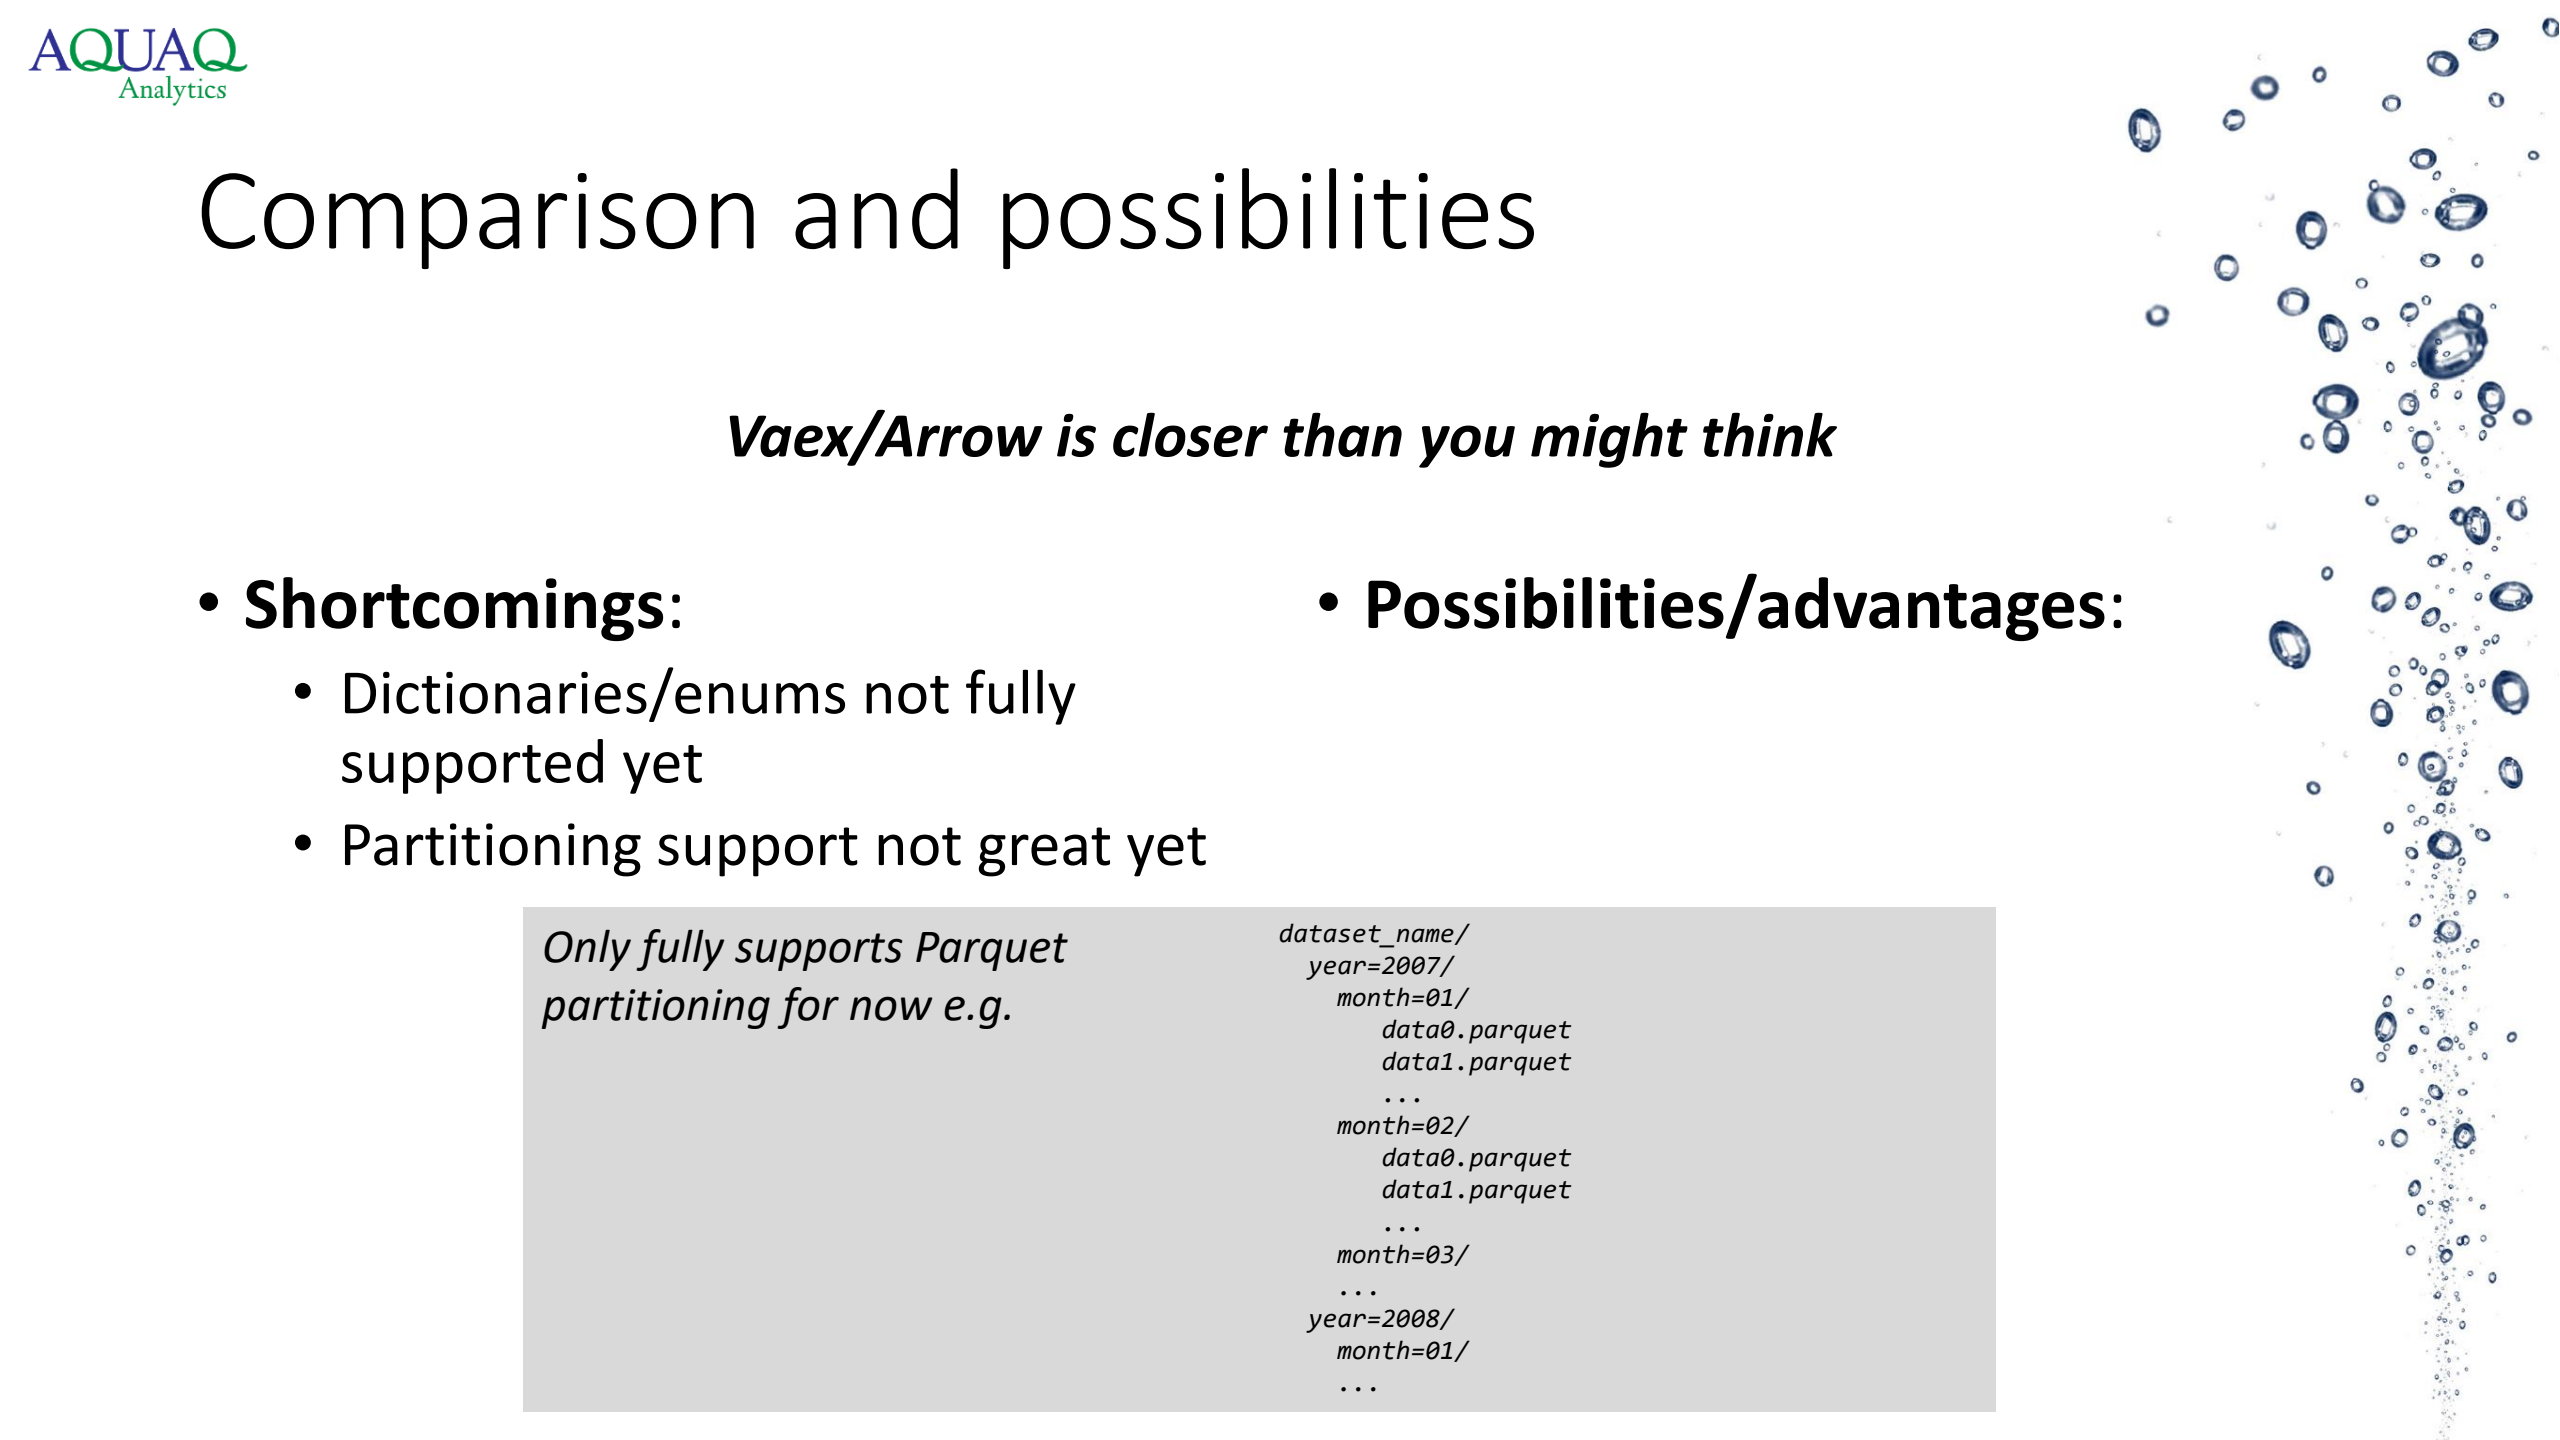 AQUAQ
Analytics
Comparison and possibilities
Vaex/Arrow is closer than you might think
• Shortcomings:
• Dictionaries/enums not fully
supported yet
• Partitioning support not great yet
• Possibilities/advantages:
Only fully supports Parquet
partitioning for now e.g.
dataset_name/
year=2007/
month=01/
data0.parquet
data1.parquet
...
month=02/
data0.parquet
data1.parquet
...
month=03/
...
year=2008/
month=01/
...